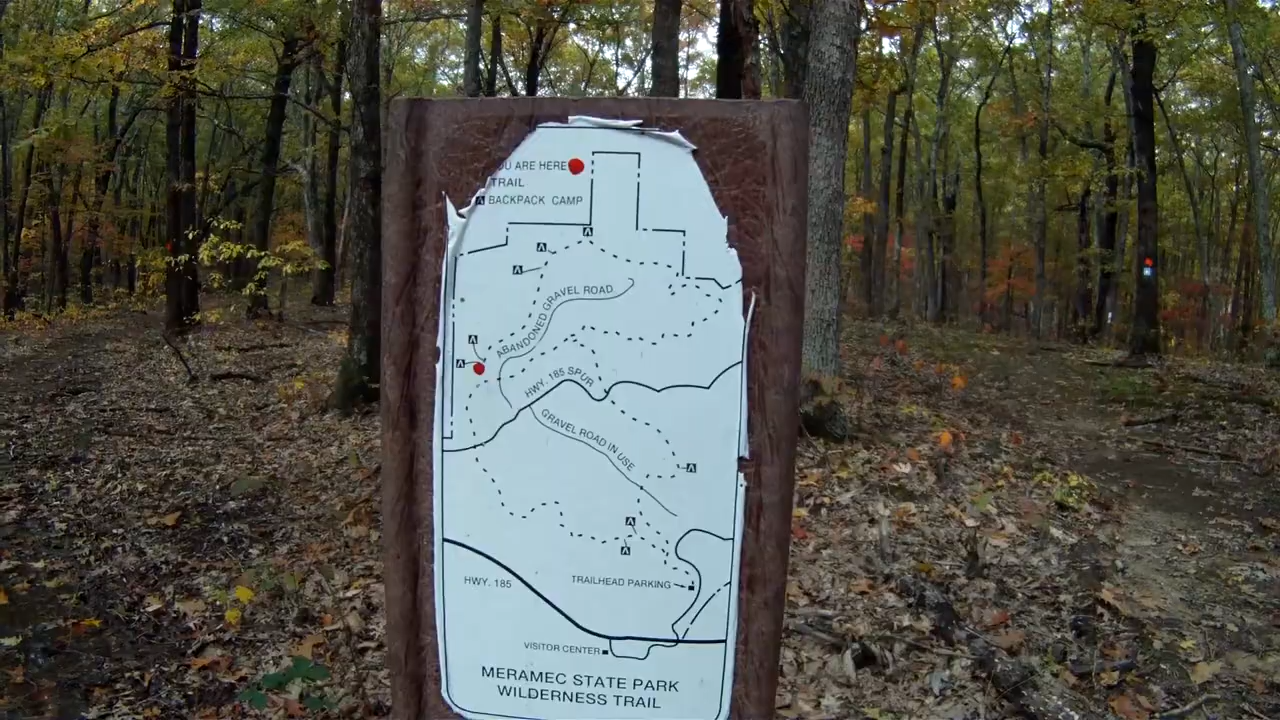 OU ARE HERE
TRAIL
BACKPACK CAMP
ABANDONED GRAVEL ROAD
HWY. 185 SPUR
GRAVEL ROAD IN USE
HWY. 185
TRAILHEAD PARKING
VISITOR CENTER
MERAMEC STATE PARK
WILDERNESS TRAIL